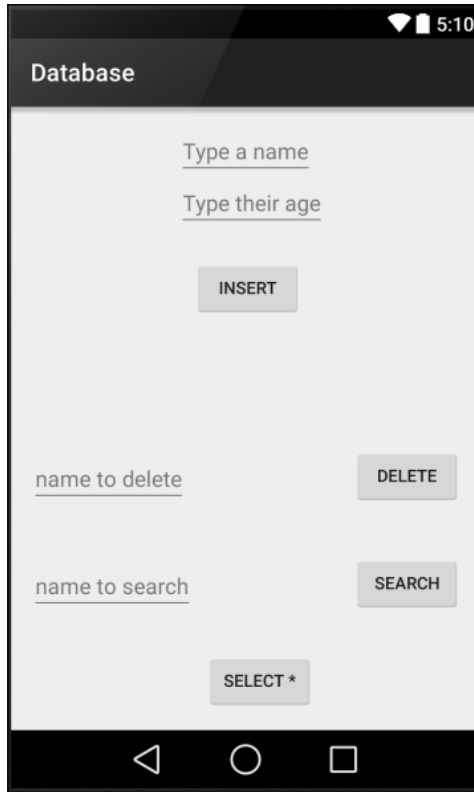 5:10
Database
Type a name
Type their age
INSERT
name to delete
DELETE
name to search
SEARCH
SELECT *